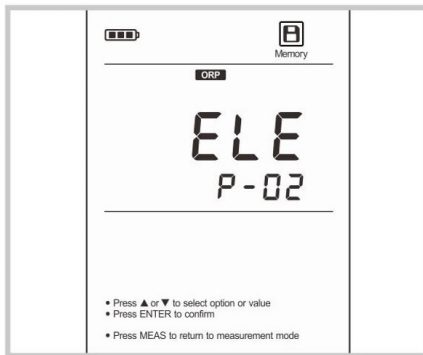 Memory
ORP
ELE
P-02
• Press ▲ or ▼ to select option or value
• Press ENTER to confirm
• Press MEAS to return to measurement mode